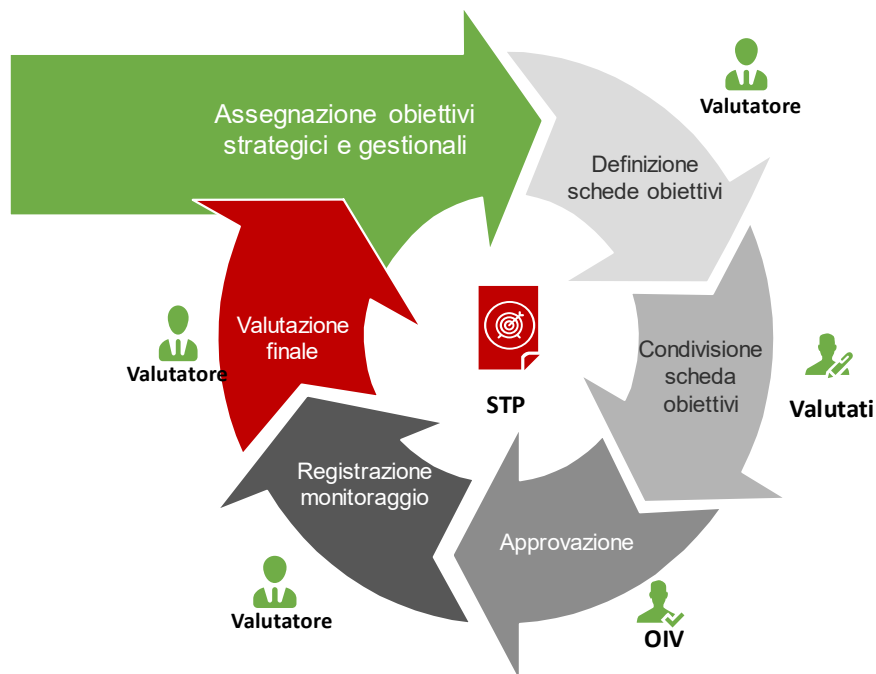 Assegnazione obiettivi
strategici e gestionali
Valutatore
Definizione
schede obiettivi
Condivisione
scheda
obiettivi
Valutati
Approvazione
OIV
Registrazione
monitoraggio
Valutatore
Valutazione
finale
Valutatore
STP